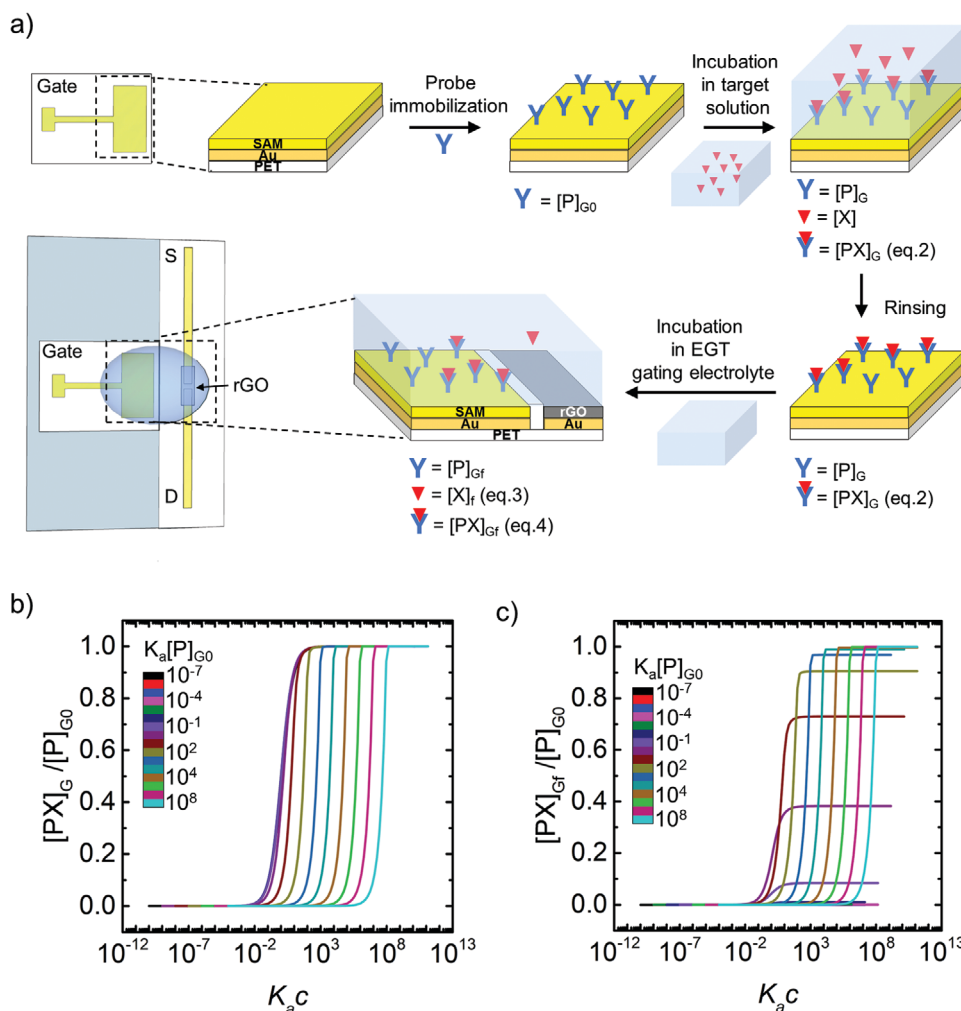 a)
Gate
SAM
Au
PET
Probe
immobilization
Y
Y = [P]G0
Incubation
in target
solution
Y = [P]G
▼ = [X]
= [PX]G (eq.2)
Rinsing
Y = [P]G
= [PX]G (eq.2)
Incubation
in EGT
gating electrolyte
S
Gate
rGO
D
SAM
rGO
Au
Au
PET
Y = [P]Gf
▼ = [X]f (eq.3)
= [PX]Gf (eq.4)
b)
[PX]G /[P]G0
1.0
0.8
0.6
0.4
0.2
0.0
Ka[P]G0
10⁻⁷
10⁻⁴
10⁻¹
10²
10⁴
10⁸
10⁻¹² 10⁻⁷ 10⁻² 10³ 10⁸ 10¹³
Kac
c)
[PX]Gf /[P]G0
1.0
0.8
0.6
0.4
0.2
0.0
Ka[P]G0
10⁻⁷
10⁻⁴
10⁻¹
10²
10⁴
10⁸
10⁻¹² 10⁻⁷ 10⁻² 10³ 10⁸ 10¹³
Kac